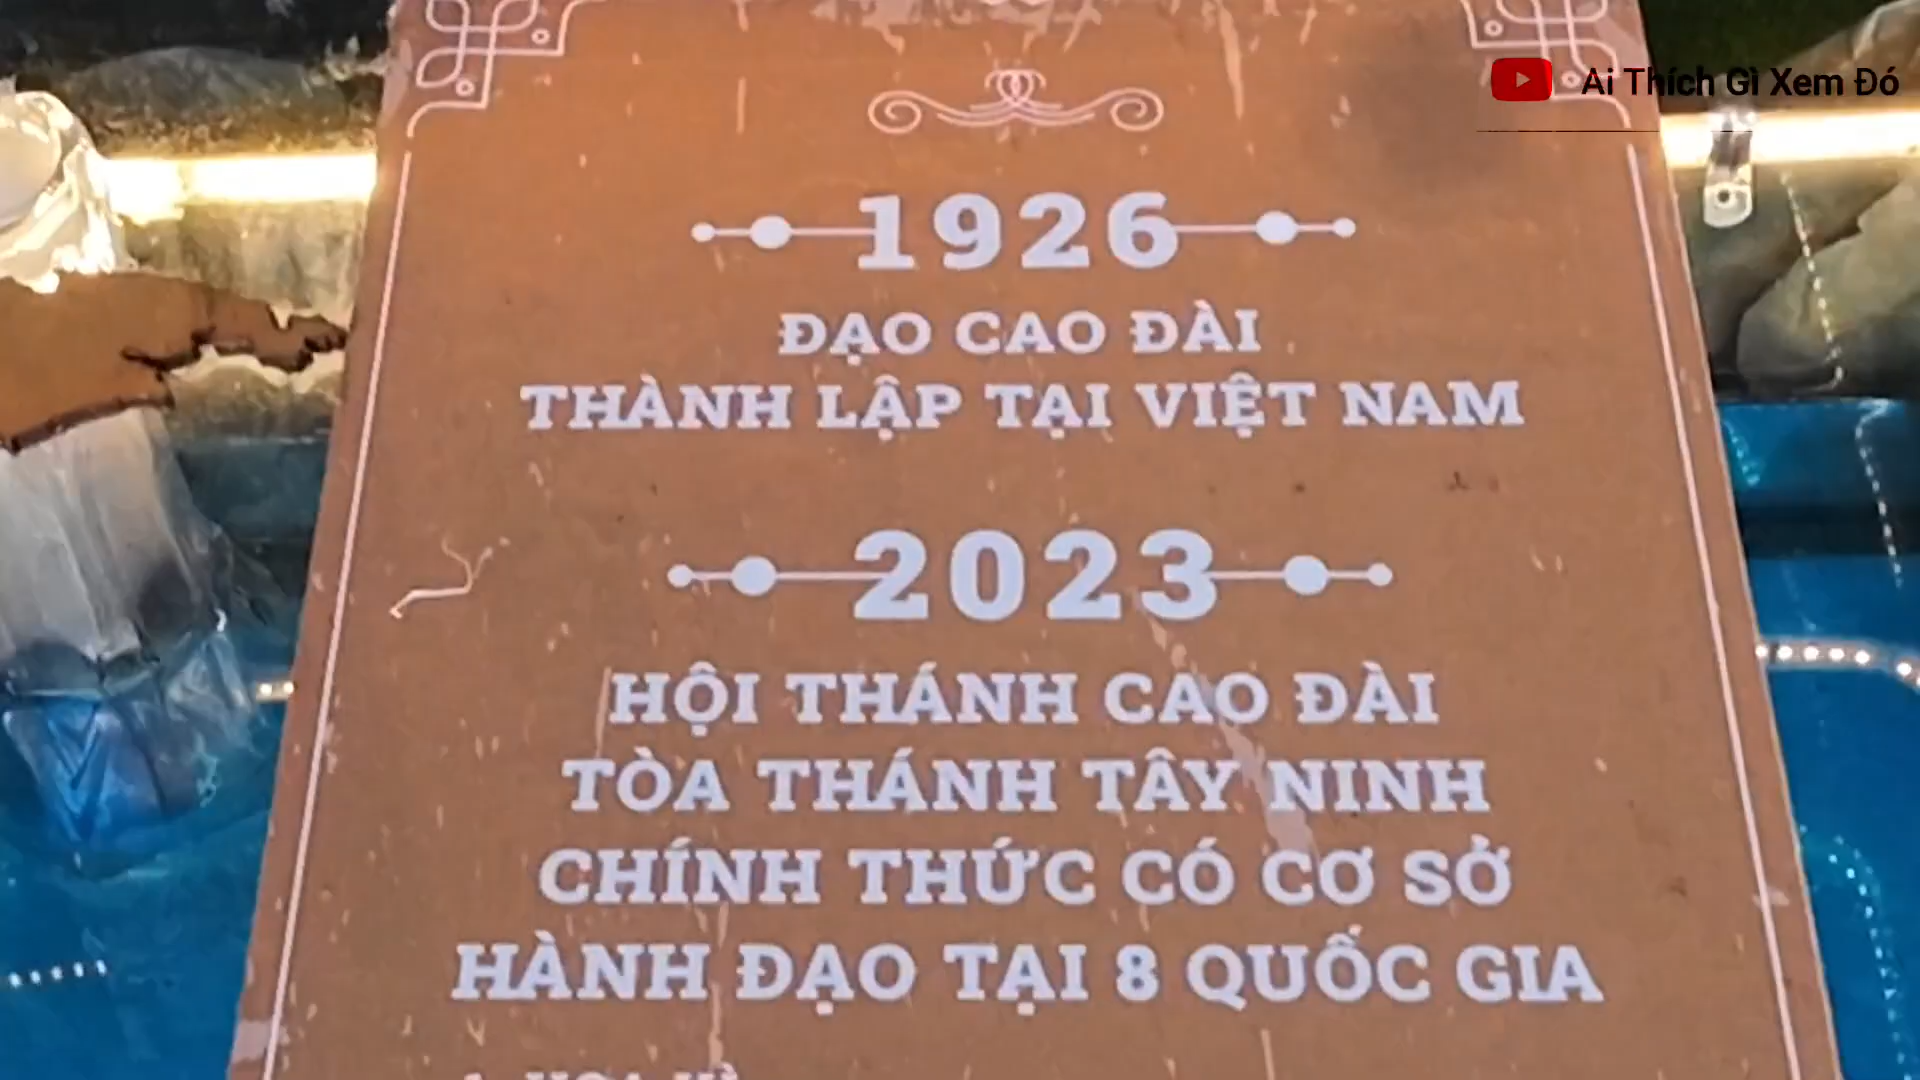 Ai Thích Gì Xem Đó
1926
ĐẠO CAO ĐÀI
THÀNH LẬP TẠI VIỆT NAM
2023
HỘI THÁNH CAO ĐÀI
TÒA THÁNH TÂY NINH
CHÍNH THỨC CÓ CƠ SỞ
HÀNH ĐẠO TẠI 8 QUỐC GIA